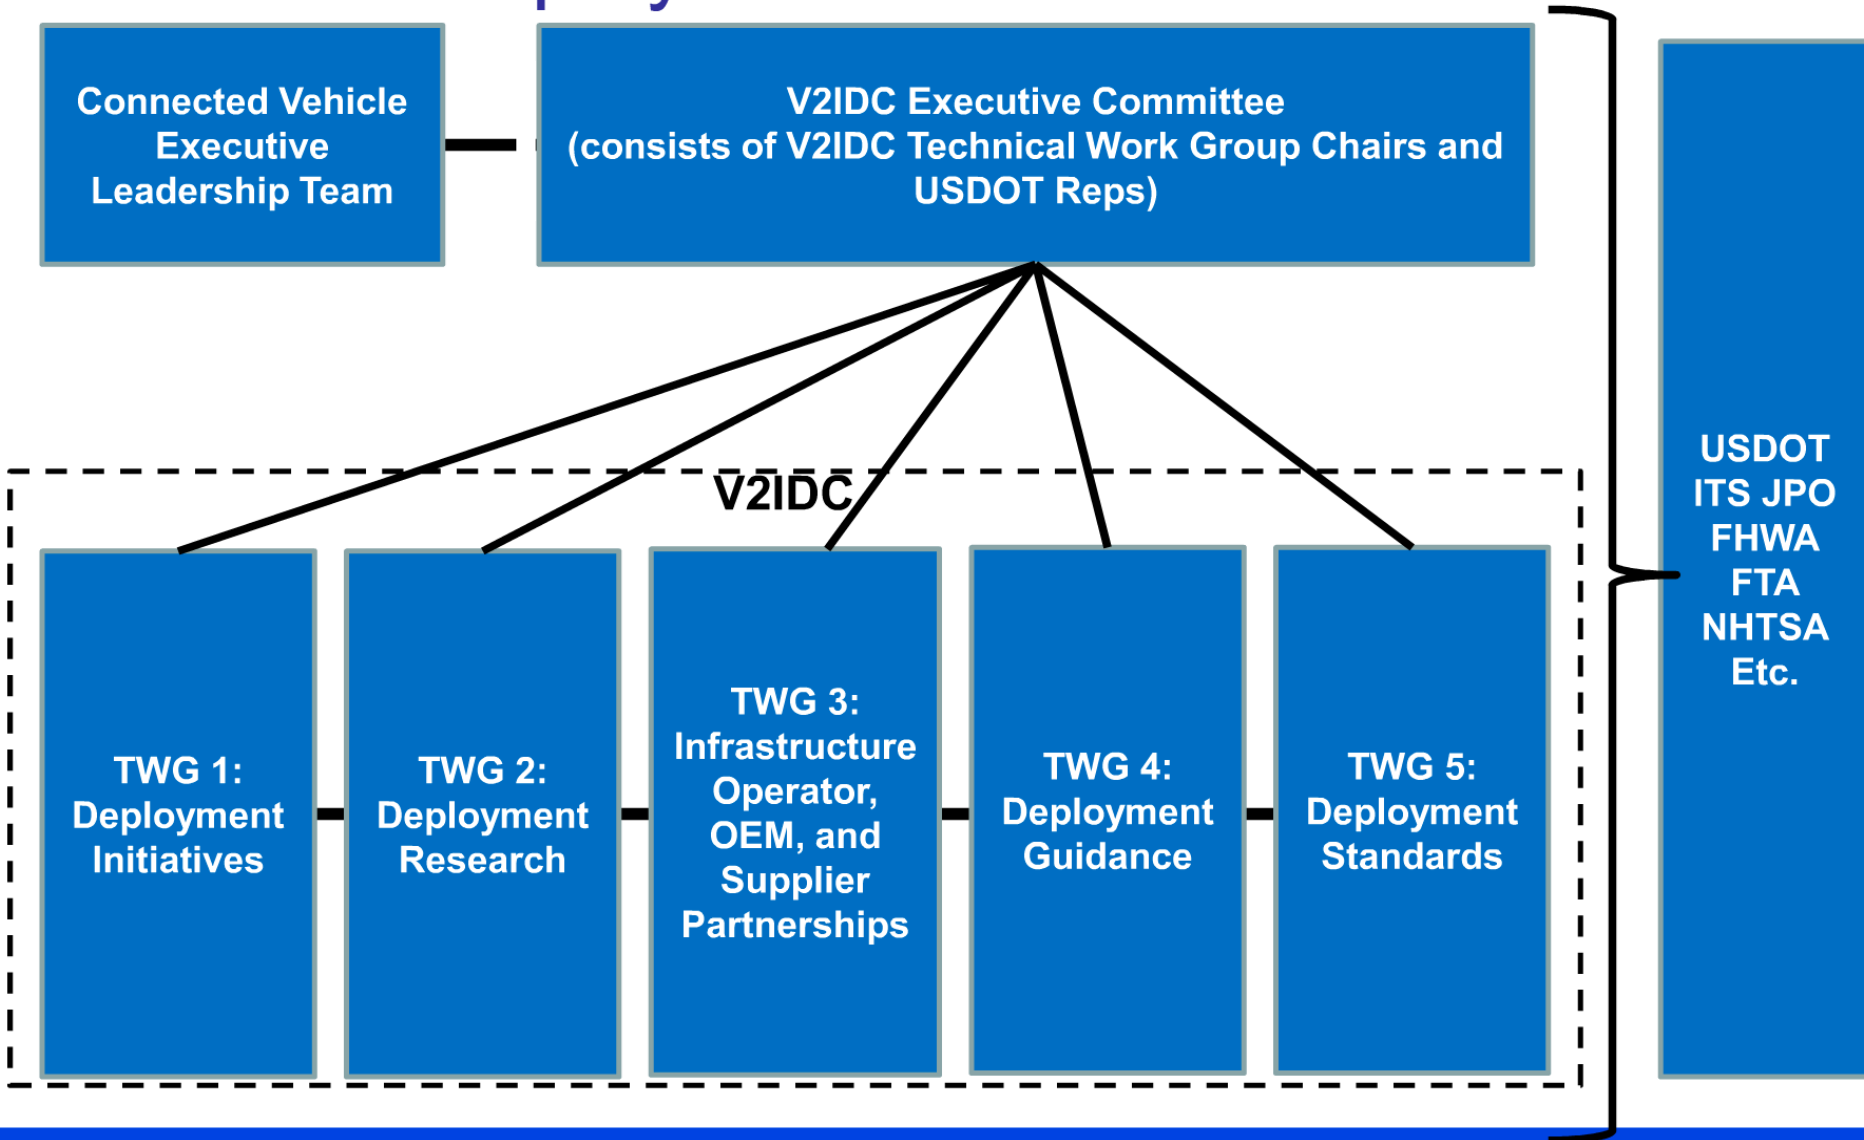 Connected Vehicle
Executive
Leadership Team
V2IDC Executive Committee
(consists of V2IDC Technical Work Group Chairs and
USDOT Reps)
V2IDC
TWG 1:
Deployment
Initiatives
TWG 2:
Deployment
Research
TWG 3:
Infrastructure
Operator,
OEM, and
Supplier
Partnerships
TWG 4:
Deployment
Guidance
TWG 5:
Deployment
Standards
USDOT
ITS JPO
FHWA
FTA
NHTSA
Etc.